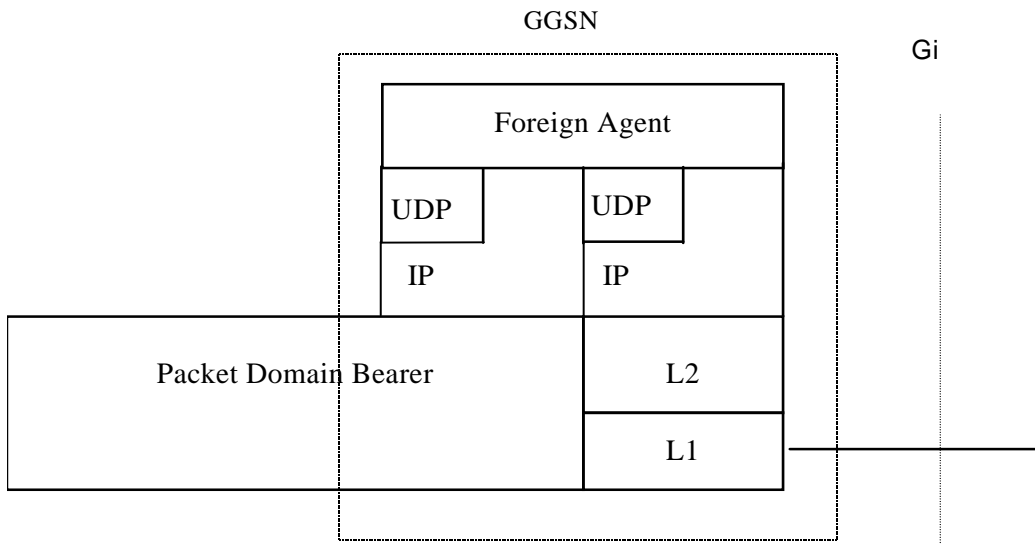 GGSN
Gi
Foreign Agent
UDP UDP
IP IP
Packet Domain Bearer L2
L1